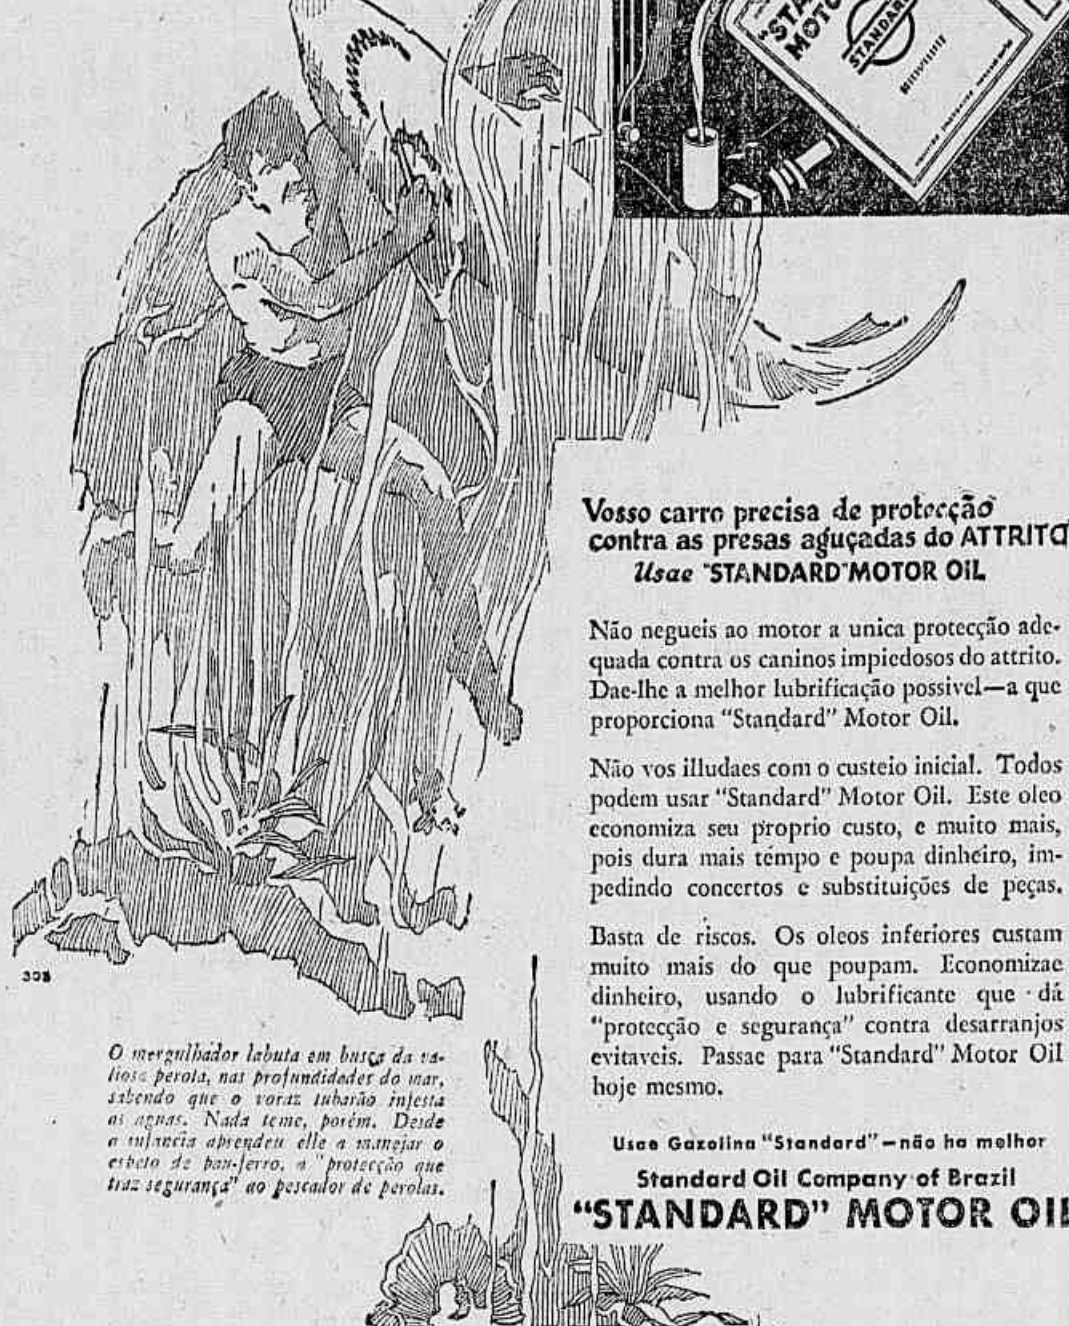 "STA
MOTO
STANDARD
Vosso carro precisa de protecção
contra as presas aguçadas do ATTRITO
Usae "STANDARD" MOTOR OIL
Não negueis ao motor a unica protecção ade-
quada contra os caninos impiedosos do attrito.
Dae-lhe a melhor lubrificação possivel—a que
proporciona "Standard" Motor Oil.
Não vos illudaes com o custeio inicial. Todos
podem usar "Standard" Motor Oil. Este oleo
economiza seu proprio custo, e muito mais,
pois dura mais tempo e poupa dinheiro, im-
pedindo concertos e substituições de peças.
Basta de riscos. Os oleos inferiores custam
muito mais do que poupam. Economizae
dinheiro, usando o lubrificante que dá
"protecção e segurança" contra desarranjos
evitaveis. Passae para "Standard" Motor Oil
hoje mesmo.
Usae Gazolina "Standard"—não ha melhor
Standard Oil Company of Brazil
"STANDARD" MOTOR OIL
O mergulhador labuta em busca da va-
liosa perola, nas profundidades do mar,
sabendo que o voraz tubarão infesta
as aguas. Nada teme, porém. Desde
a infancia aprendeu elle a manejar o
esbeto de pau-ferro, a "protecção que
traz segurança" ao pescador de perolas.